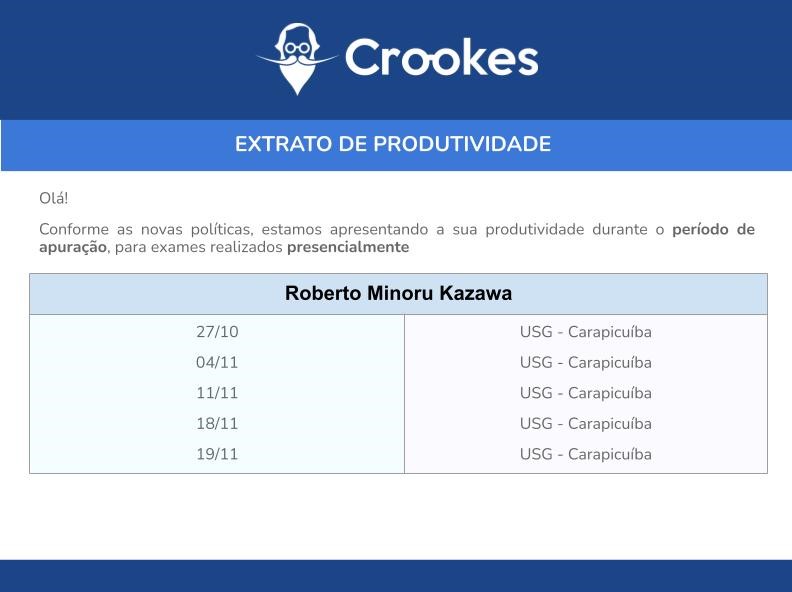 Crookes
EXTRATO DE PRODUTIVIDADE
Olá!
Conforme as novas políticas, estamos apresentando a sua produtividade durante o período de
apuração, para exames realizados presencialmente
Roberto Minoru Kazawa
27/10 USG - Carapicuíba
04/11 USG - Carapicuíba
11/11 USG - Carapicuíba
18/11 USG - Carapicuíba
19/11 USG - Carapicuíba